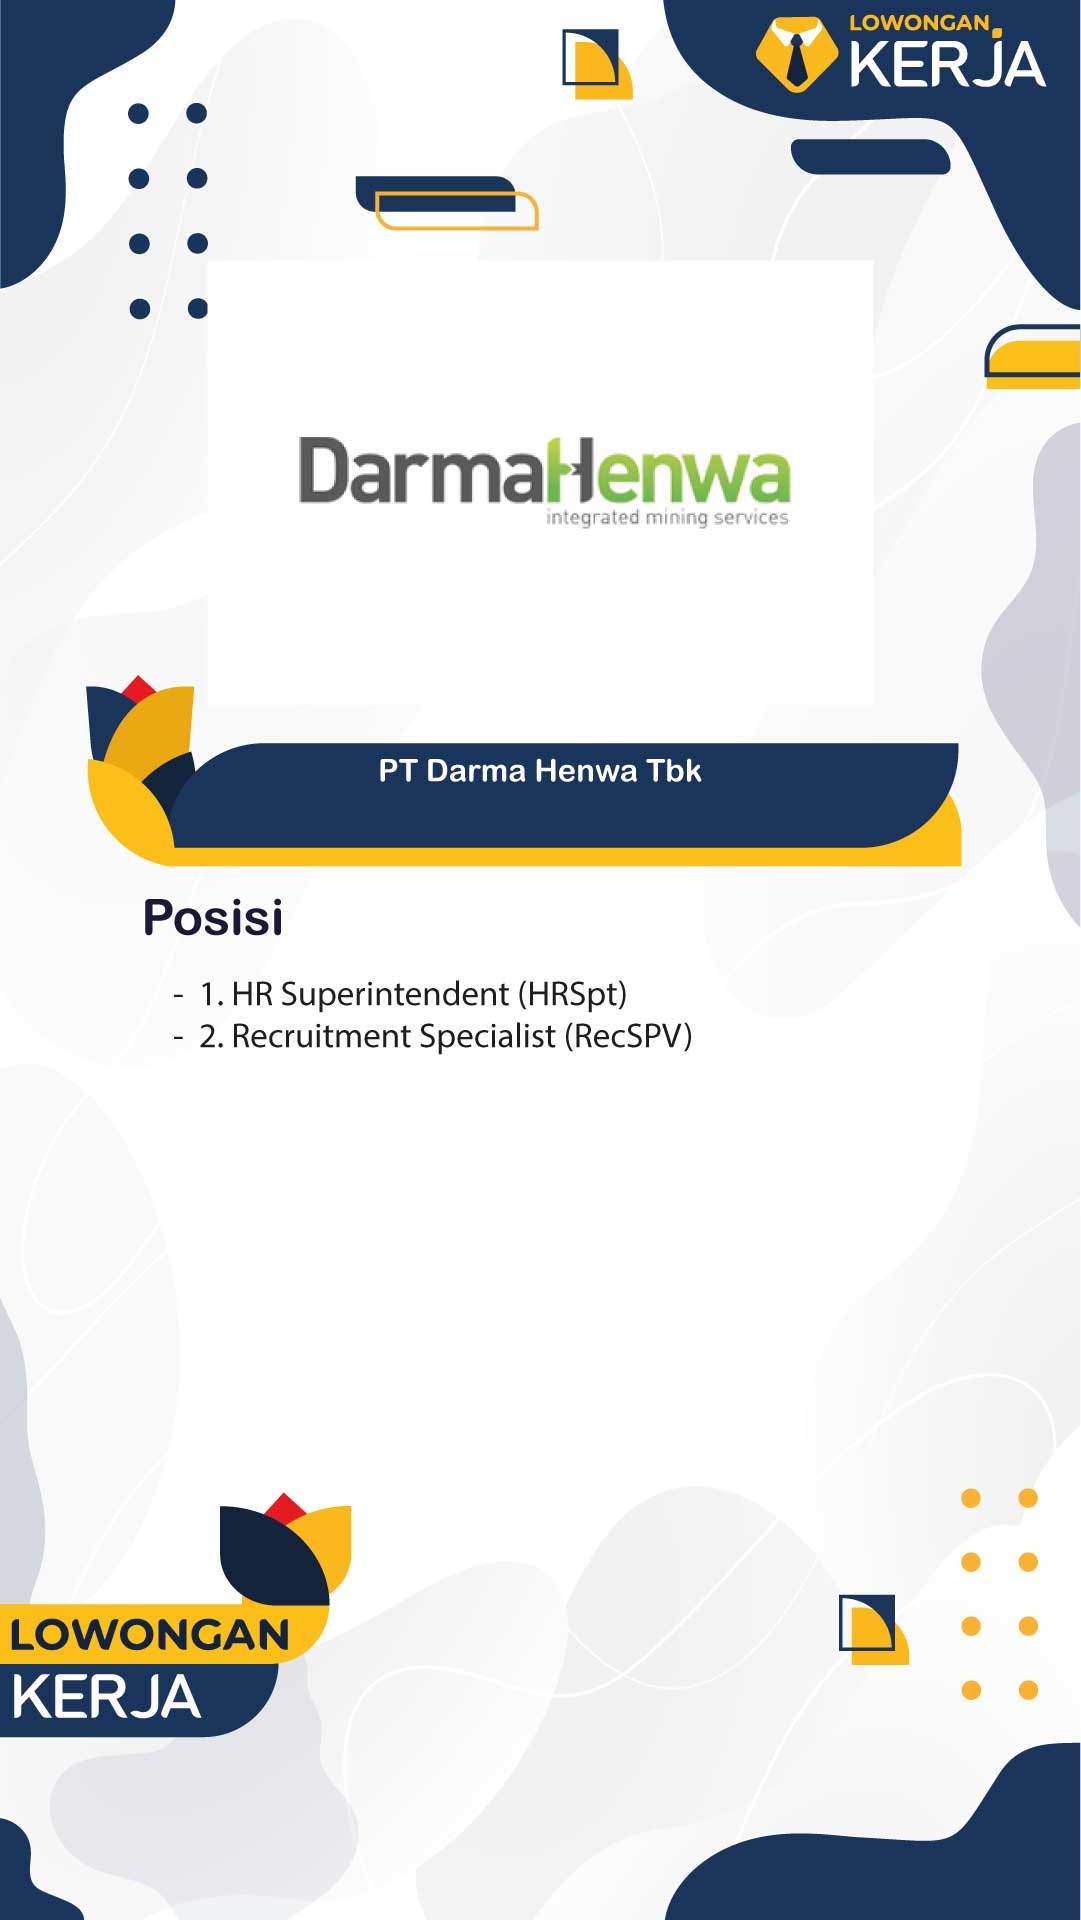 LOWONGAN
KERJA
DarmaHenwa
integrated mining services
PT Darma Henwa Tbk
Posisi
- 1. HR Superintendent (HRSpt)
- 2. Recruitment Specialist (RecSPV)
LOWONGAN
KERJA